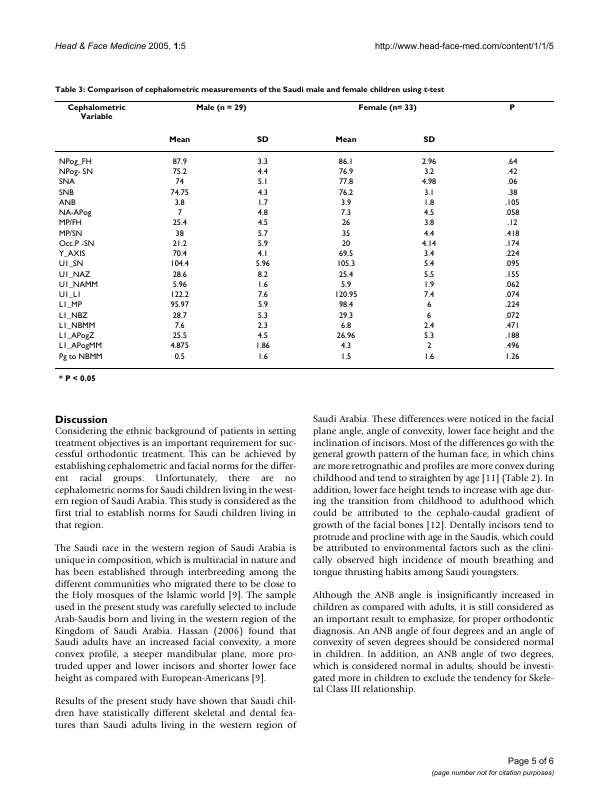 Head & Face Medicine 2005, 1:5 http://www.head-face-med.com/content/1/1/5
Table 3: Comparison of cephalometric measurements of the Saudi male and female children using t-test
Cephalometric Variable Male (n = 29) Female (n= 33) P
Mean SD Mean SD
NPog_FH 87.9 3.3 86.1 2.96 .64
NPog- SN 75.2 4.4 76.9 3.2 .42
SNA 74 5.1 77.8 4.98 .06
SNB 74.75 4.3 76.2 3.1 .38
ANB 3.8 1.7 3.9 1.8 .105
NA-APog 7 4.8 7.3 4.5 .058
MP/FH 25.4 4.5 26 3.8 .12
MP/SN 38 5.7 35 4.4 .418
Occ.P -SN 21.2 5.9 20 4.14 .174
Y_AXIS 70.4 4.1 69.5 3.4 .224
U1_SN 104.4 5.96 105.3 5.4 .095
U1_NAZ 28.6 8.2 25.4 5.5 .155
U1_NAMM 5.96 1.6 5.9 1.9 .062
U1_L1 122.2 7.6 120.95 7.4 .074
L1_MP 95.97 5.9 98.4 6 .224
L1_NBZ 28.7 5.3 29.3 6 .072
L1_NBMM 7.6 2.3 6.8 2.4 .471
L1_APogZ 25.5 4.5 26.96 5.3 .188
L1_APogMM 4.875 1.86 4.3 2 .496
Pg to NBMM 0.5 1.6 1.5 1.6 1.26
* P < 0.05
Discussion
Considering the ethnic background of patients in setting
treatment objectives is an important requirement for suc-
cessful orthodontic treatment. This can be achieved by
establishing cephalometric and facial norms for the differ-
ent racial groups. Unfortunately, there are no
cephalometric norms for Saudi children living in the west-
ern region of Saudi Arabia. This study is considered as the
first trial to establish norms for Saudi children living in
that region.
The Saudi race in the western region of Saudi Arabia is
unique in composition, which is multiracial in nature and
has been established through interbreeding among the
different communities who migrated there to be close to
the Holy mosques of the Islamic world [9]. The sample
used in the present study was carefully selected to include
Arab-Saudis born and living in the western region of the
Kingdom of Saudi Arabia. Hassan (2006) found that
Saudi adults have an increased facial convexity, a more
convex profile, a steeper mandibular plane, more pro-
truded upper and lower incisors and shorter lower face
height as compared with European-Americans [9].
Results of the present study have shown that Saudi chil-
dren have statistically different skeletal and dental fea-
tures than Saudi adults living in the western region of
Saudi Arabia. These differences were noticed in the facial
plane angle, angle of convexity, lower face height and the
inclination of incisors. Most of the differences go with the
general growth pattern of the human face, in which chins
are more retrognathic and profiles are more convex during
childhood and tend to straighten by age [11] (Table 2). In
addition, lower face height tends to increase with age dur-
ing the transition from childhood to adulthood which
could be attributed to the cephalo-caudal gradient of
growth of the facial bones [12]. Dentally incisors tend to
protrude and procline with age in the Saudis, which could
be attributed to environmental factors such as the clini-
cally observed high incidence of mouth breathing and
tongue thrusting habits among Saudi youngsters.
Although the ANB angle is insignificantly increased in
children as compared with adults, it is still considered as
an important result to emphasize, for proper orthodontic
diagnosis. An ANB angle of four degrees and an angle of
convexity of seven degrees should be considered normal
in children. In addition, an ANB angle of two degrees,
which is considered normal in adults, should be investi-
gated more in children to exclude the tendency for Skele-
tal Class III relationship.
Page 5 of 6
(page number not for citation purposes)